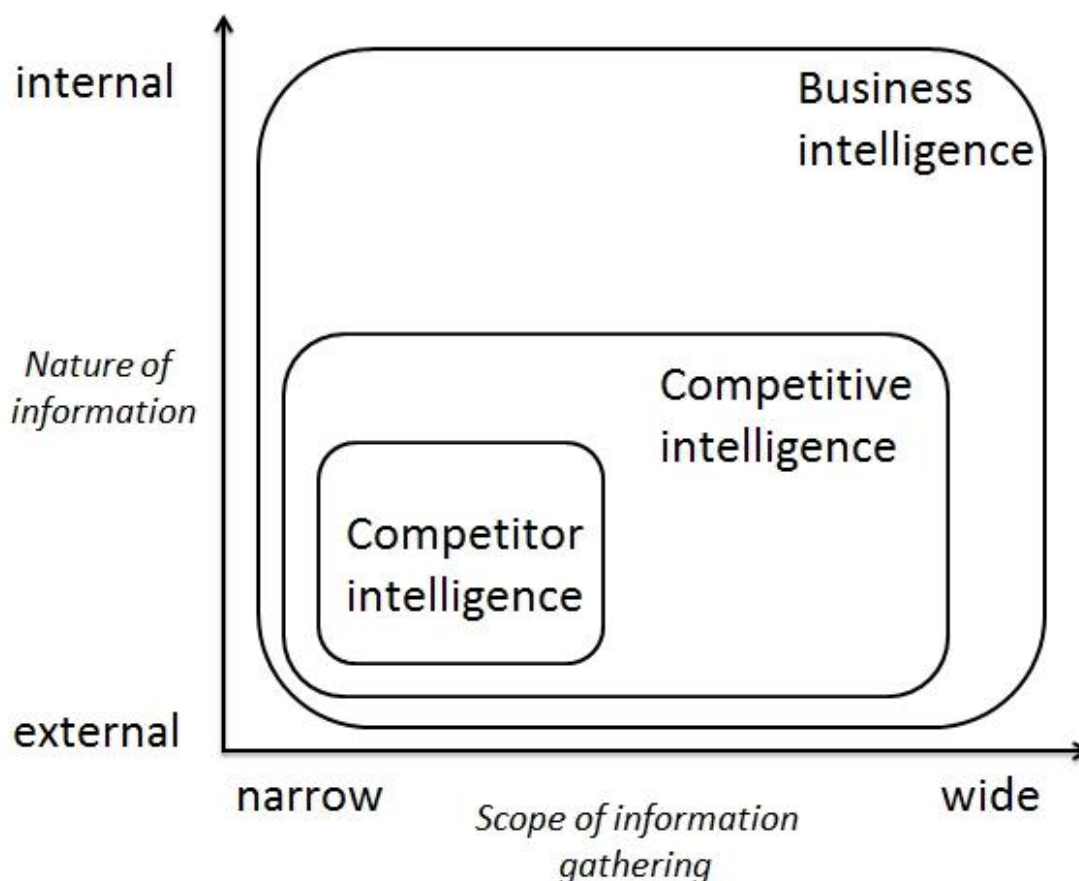 internal
Business
intelligence
Nature of
information
Competitive
intelligence
Competitor
intelligence
external
narrow
wide
Scope of information
gathering